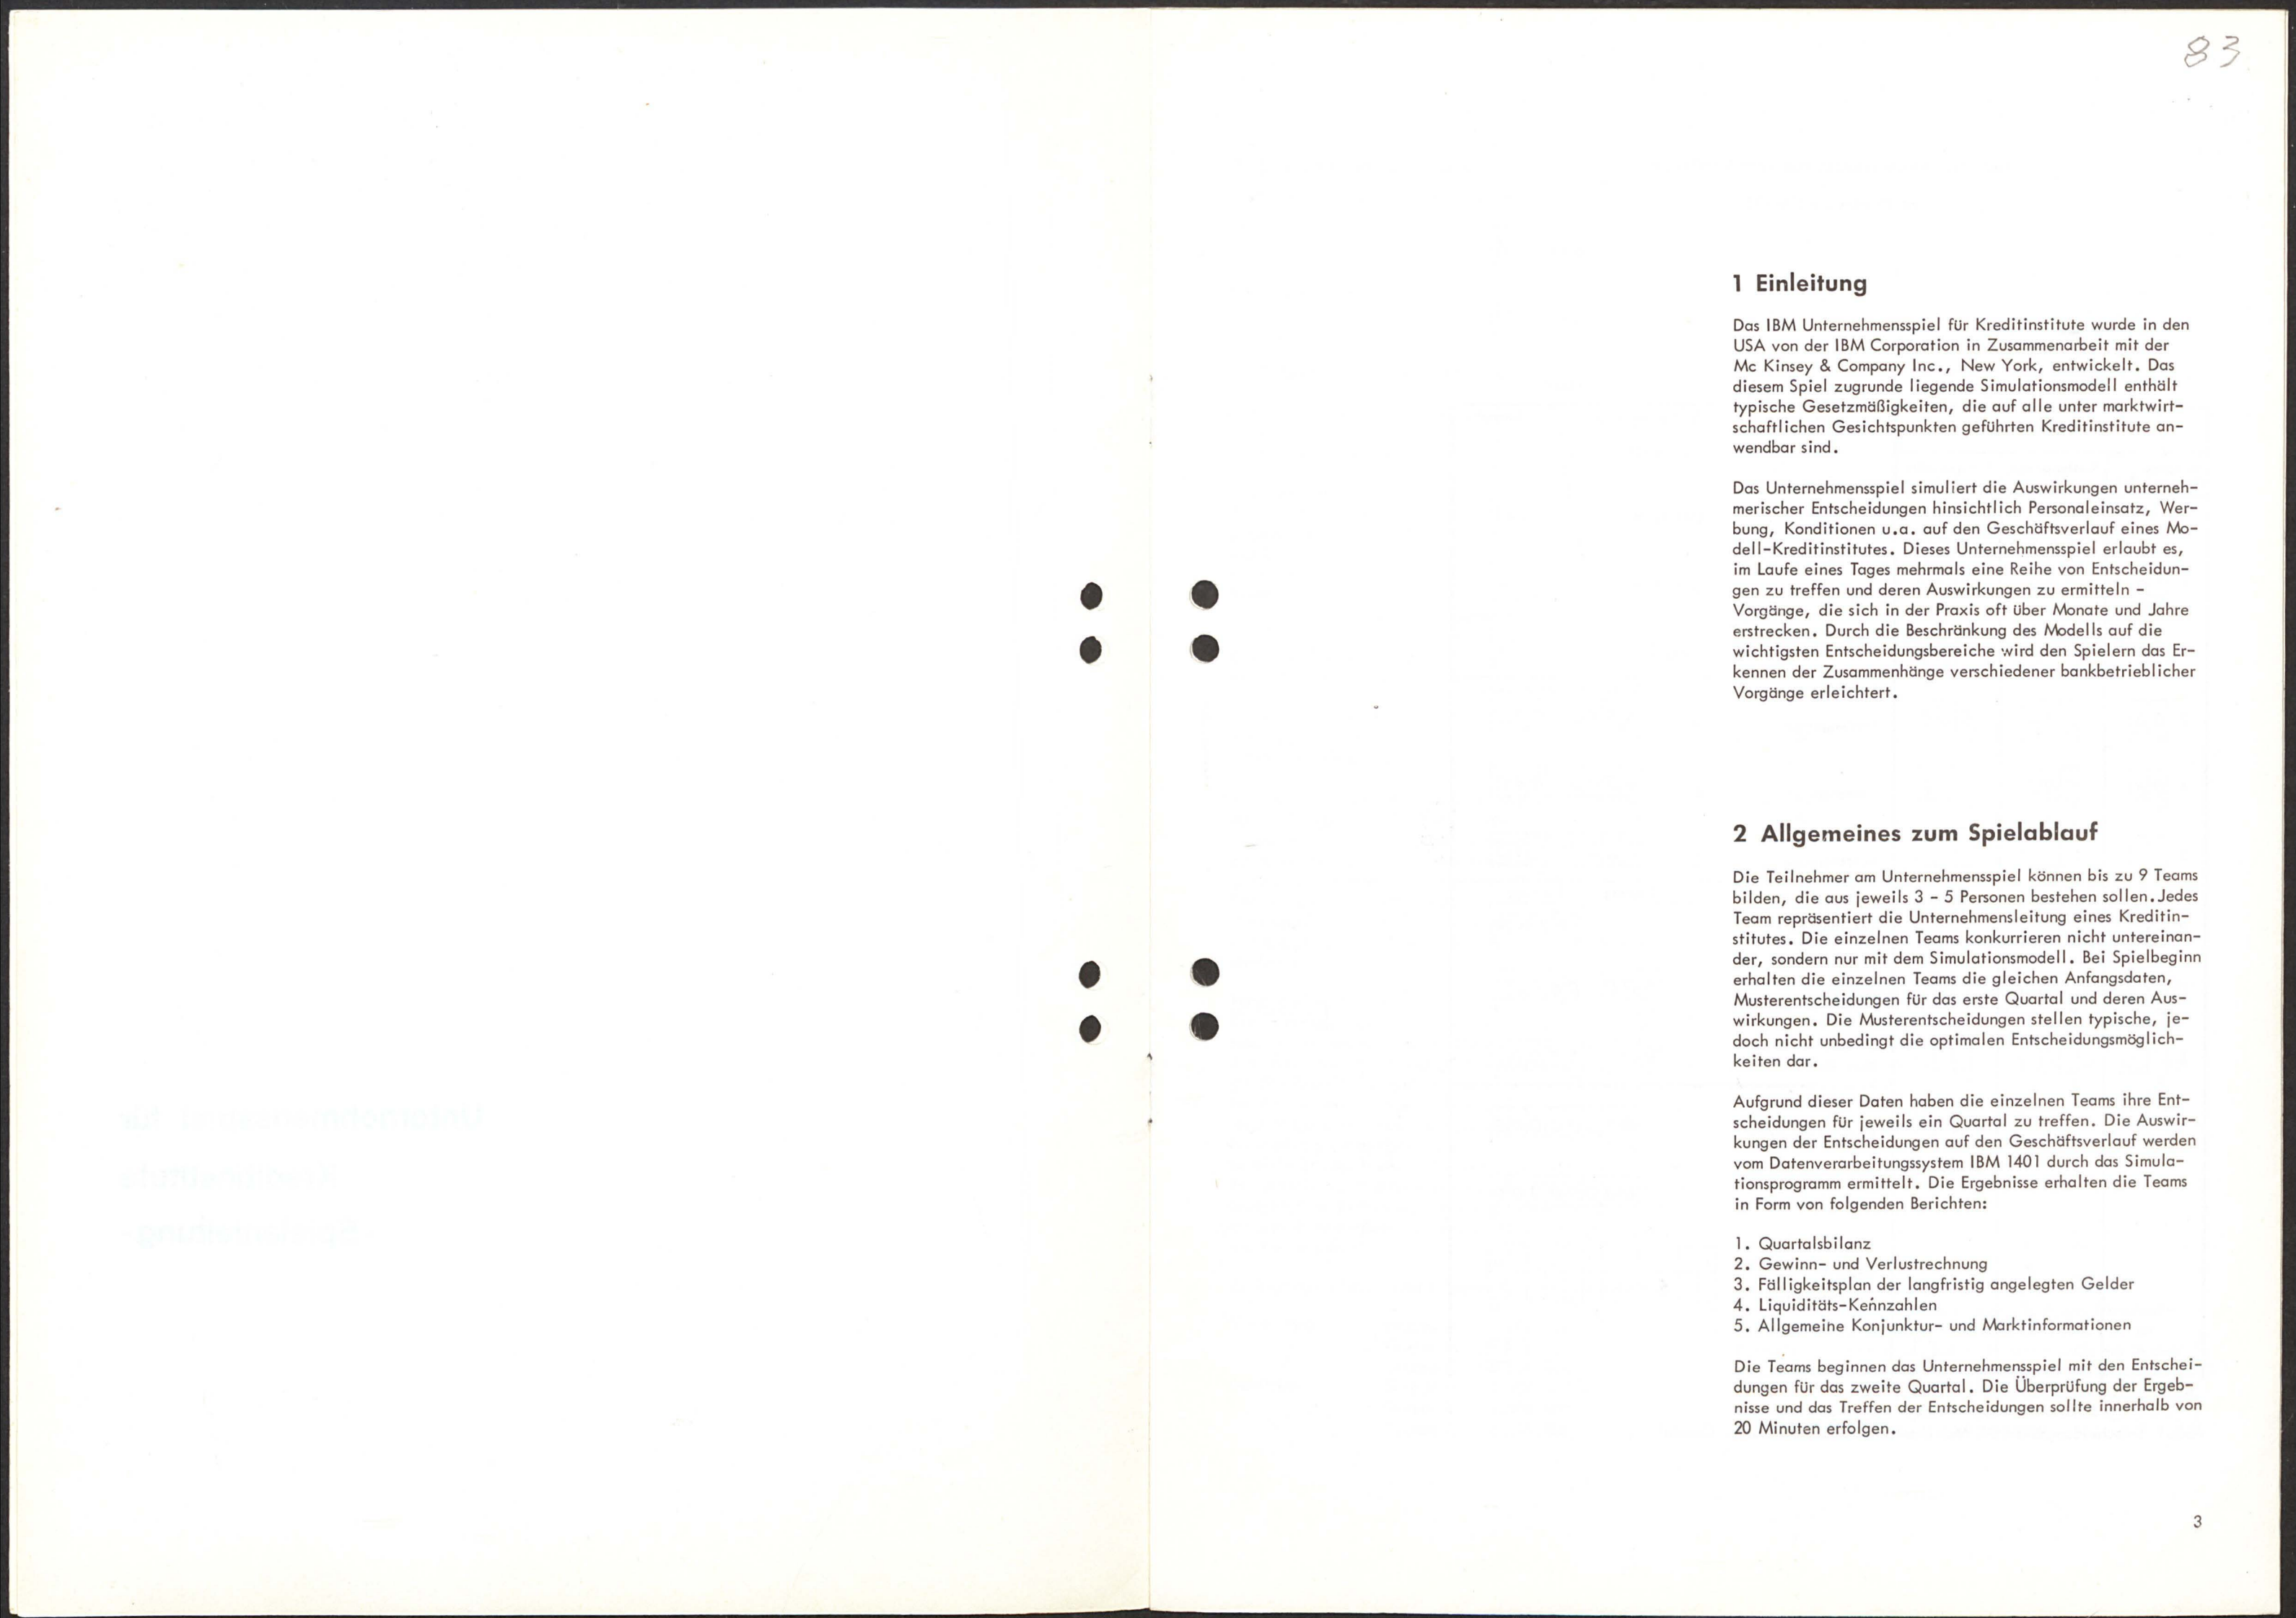 83
1 Einleitung
Das IBM Unternehmensspiel für Kreditinstitute wurde in den
USA von der IBM Corporation in Zusammenarbeit mit der
Mc Kinsey & Company Inc., New York, entwickelt. Das
diesem Spiel zugrunde liegende Simulationsmodell enthält
typische Gesetzmäßigkeiten, die auf alle unter marktwirt-
schaftlichen Gesichtspunkten geführten Kreditinstitute an-
wendbar sind.
Das Unternehmensspiel simuliert die Auswirkungen unterneh-
merischer Entscheidungen hinsichtlich Personaleinsatz, Wer-
bung, Konditionen u.a. auf den Geschäftsverlauf eines Mo-
dell-Kreditinstitutes. Dieses Unternehmensspiel erlaubt es,
im Laufe eines Tages mehrmals eine Reihe von Entscheidun-
gen zu treffen und deren Auswirkungen zu ermitteln -
Vorgänge, die sich in der Praxis oft über Monate und Jahre
erstrecken. Durch die Beschränkung des Modells auf die
wichtigsten Entscheidungsbereiche wird den Spielern das Er-
kennen der Zusammenhänge verschiedener bankbetrieblicher
Vorgänge erleichtert.
2 Allgemeines zum Spielablauf
Die Teilnehmer am Unternehmensspiel können bis zu 9 Teams
bilden, die aus jeweils 3 - 5 Personen bestehen sollen. Jedes
Team repräsentiert die Unternehmensleitung eines Kreditin-
stitutes. Die einzelnen Teams konkurrieren nicht untereinan-
der, sondern nur mit dem Simulationsmodell. Bei Spielbeginn
erhalten die einzelnen Teams die gleichen Anfangsdaten,
Musterentscheidungen für das erste Quartal und deren Aus-
wirkungen. Die Musterentscheidungen stellen typische, je-
doch nicht unbedingt die optimalen Entscheidungsmöglich-
keiten dar.
Aufgrund dieser Daten haben die einzelnen Teams ihre Ent-
scheidungen für jeweils ein Quartal zu treffen. Die Auswir-
kungen der Entscheidungen auf den Geschäftsverlauf werden
vom Datenverarbeitungssystem IBM 1401 durch das Simula-
tionsprogramm ermittelt. Die Ergebnisse erhalten die Teams
in Form von folgenden Berichten:
1. Quartalsbilanz
2. Gewinn- und Verlustrechnung
3. Fälligkeitsplan der langfristig angelegten Gelder
4. Liquiditäts-Kennzahlen
5. Allgemeine Konjunktur- und Marktinformationen
Die Teams beginnen das Unternehmensspiel mit den Entschei-
dungen für das zweite Quartal. Die Überprüfung der Ergeb-
nisse und das Treffen der Entscheidungen sollte innerhalb von
20 Minuten erfolgen.
3